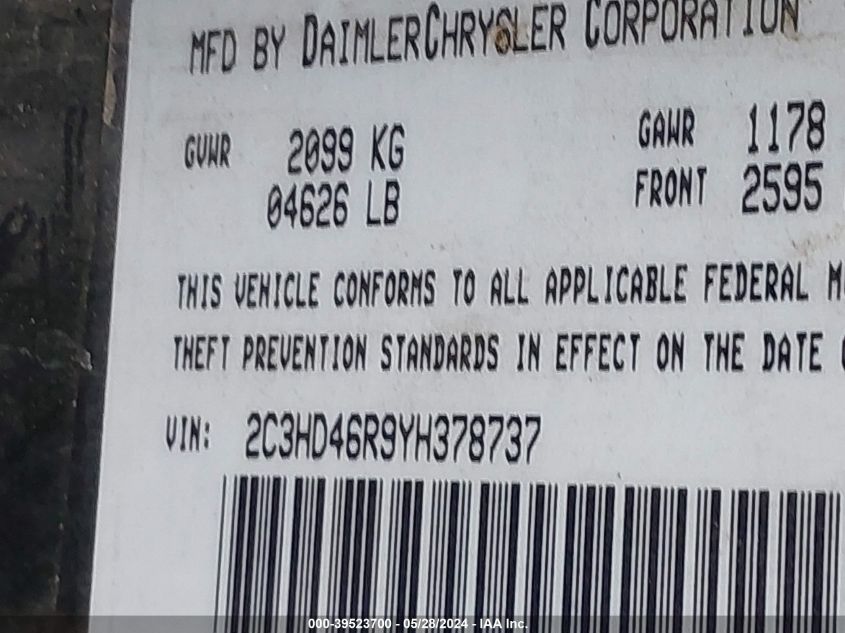 MFD BY DAIMLERCHRYSLER CORPORATION
GVWR 2099 KG GAWR 1178
04626 LB FRONT 2595
THIS VEHICLE CONFORMS TO ALL APPLICABLE FEDERAL
THEFT PREVENTION STANDARDS IN EFFECT ON THE DATE
VIN: 2C3HD46R9YH378737
000-39523700 - 05/28/2024 - IAA Inc.